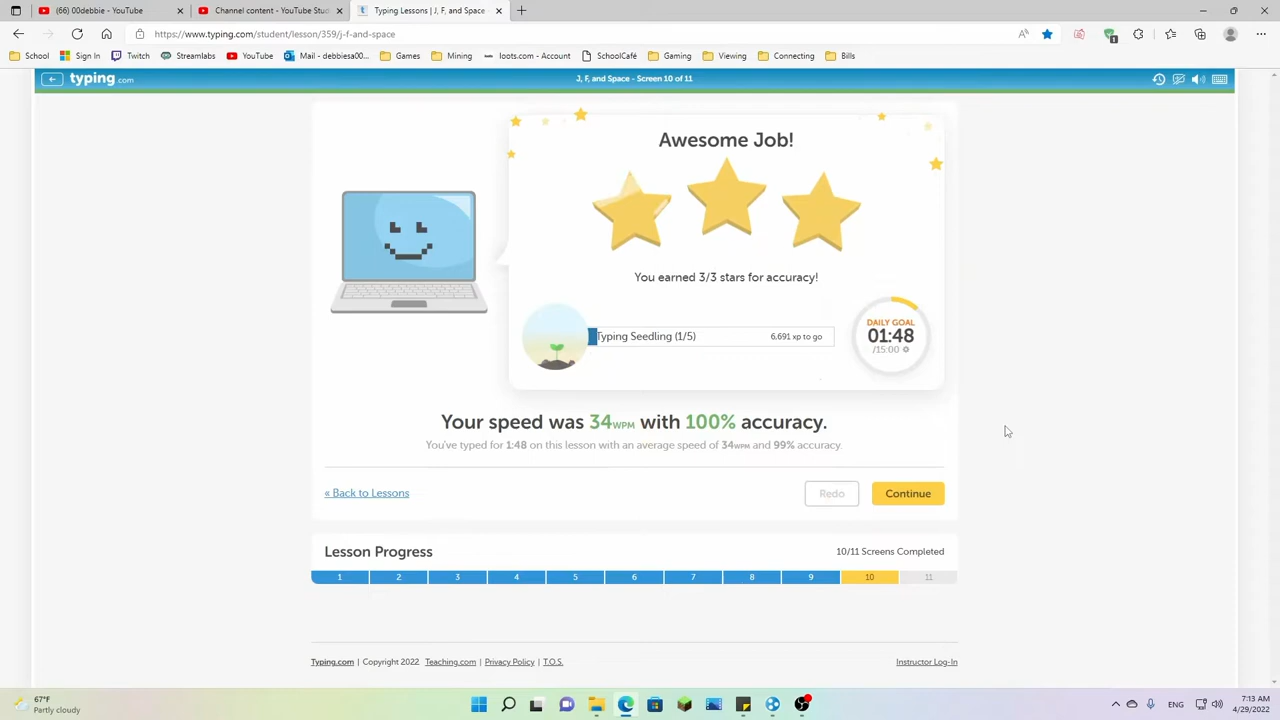 (66) 00debbie - YouTube
Channel content - YouTube Stud
Typing Lessons | J, F, and Space
https://www.typing.com/student/lesson/359/j-f-and-space
School
Sign In
Twitch
Streamlabs
YouTube
Mail - debbiesa00...
Games
Mining
loots.com - Account
SchoolCafé
Gaming
Viewing
Connecting
Bills
typing.com
J, F, and Space - Screen 10 of 11
Awesome Job!
You earned 3/3 stars for accuracy!
Typing Seedling (1/5)
6,691 xp to go
DAILY GOAL
01:48
/15:00
Your speed was 34WPM with 100% accuracy.
You've typed for 1:48 on this lesson with an average speed of 34WPM and 99% accuracy.
« Back to Lessons
Redo
Continue
Lesson Progress
10/11 Screens Completed
1 2 3 4 5 6 7 8 9 10 11
Typing.com | Copyright 2022 Teaching.com | Privacy Policy | T.O.S.
Instructor Log-In
67°F
Partly cloudy
ENG
7:13 AM
4/29/2022